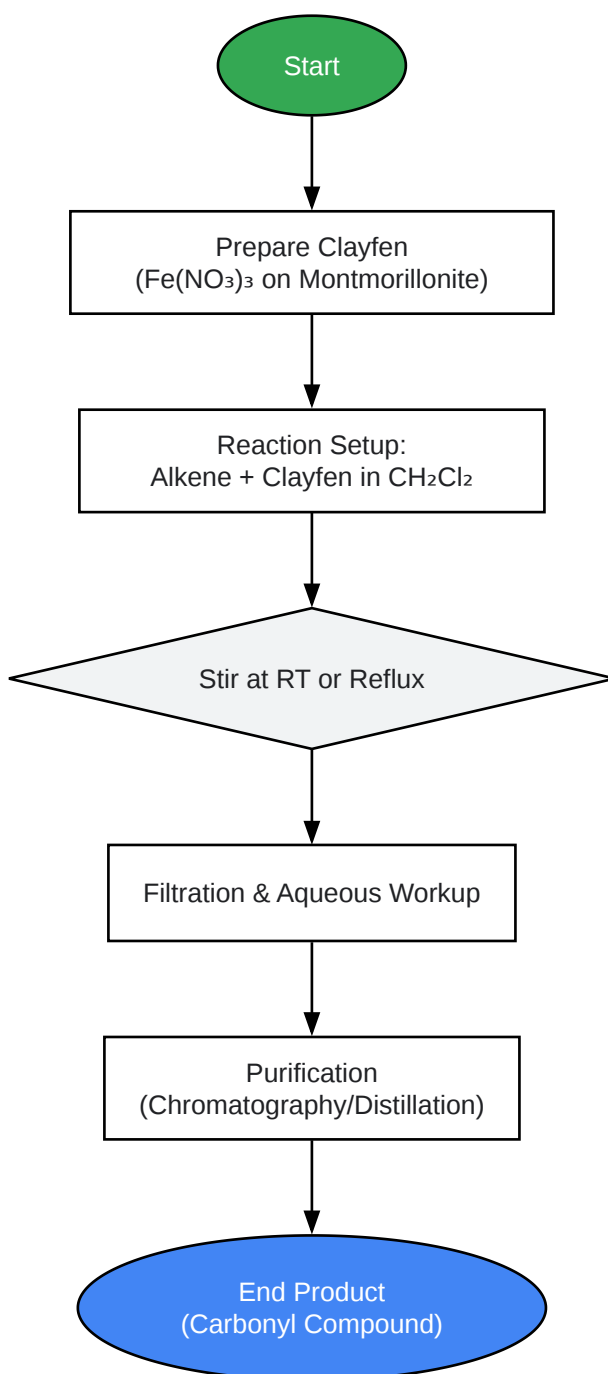 Start
Prepare Clayfen
(Fe(NO₃)₃ on Montmorillonite)
Reaction Setup:
Alkene + Clayfen in CH₂Cl₂
Stir at RT or Reflux
Filtration & Aqueous Workup
Purification
(Chromatography/Distillation)
End Product
(Carbonyl Compound)